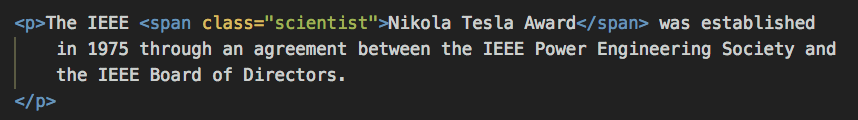 <p>The IEEE <span class="scientist">Nikola Tesla Award</span> was established
in 1975 through an agreement between the IEEE Power Engineering Society and
the IEEE Board of Directors.
</p>